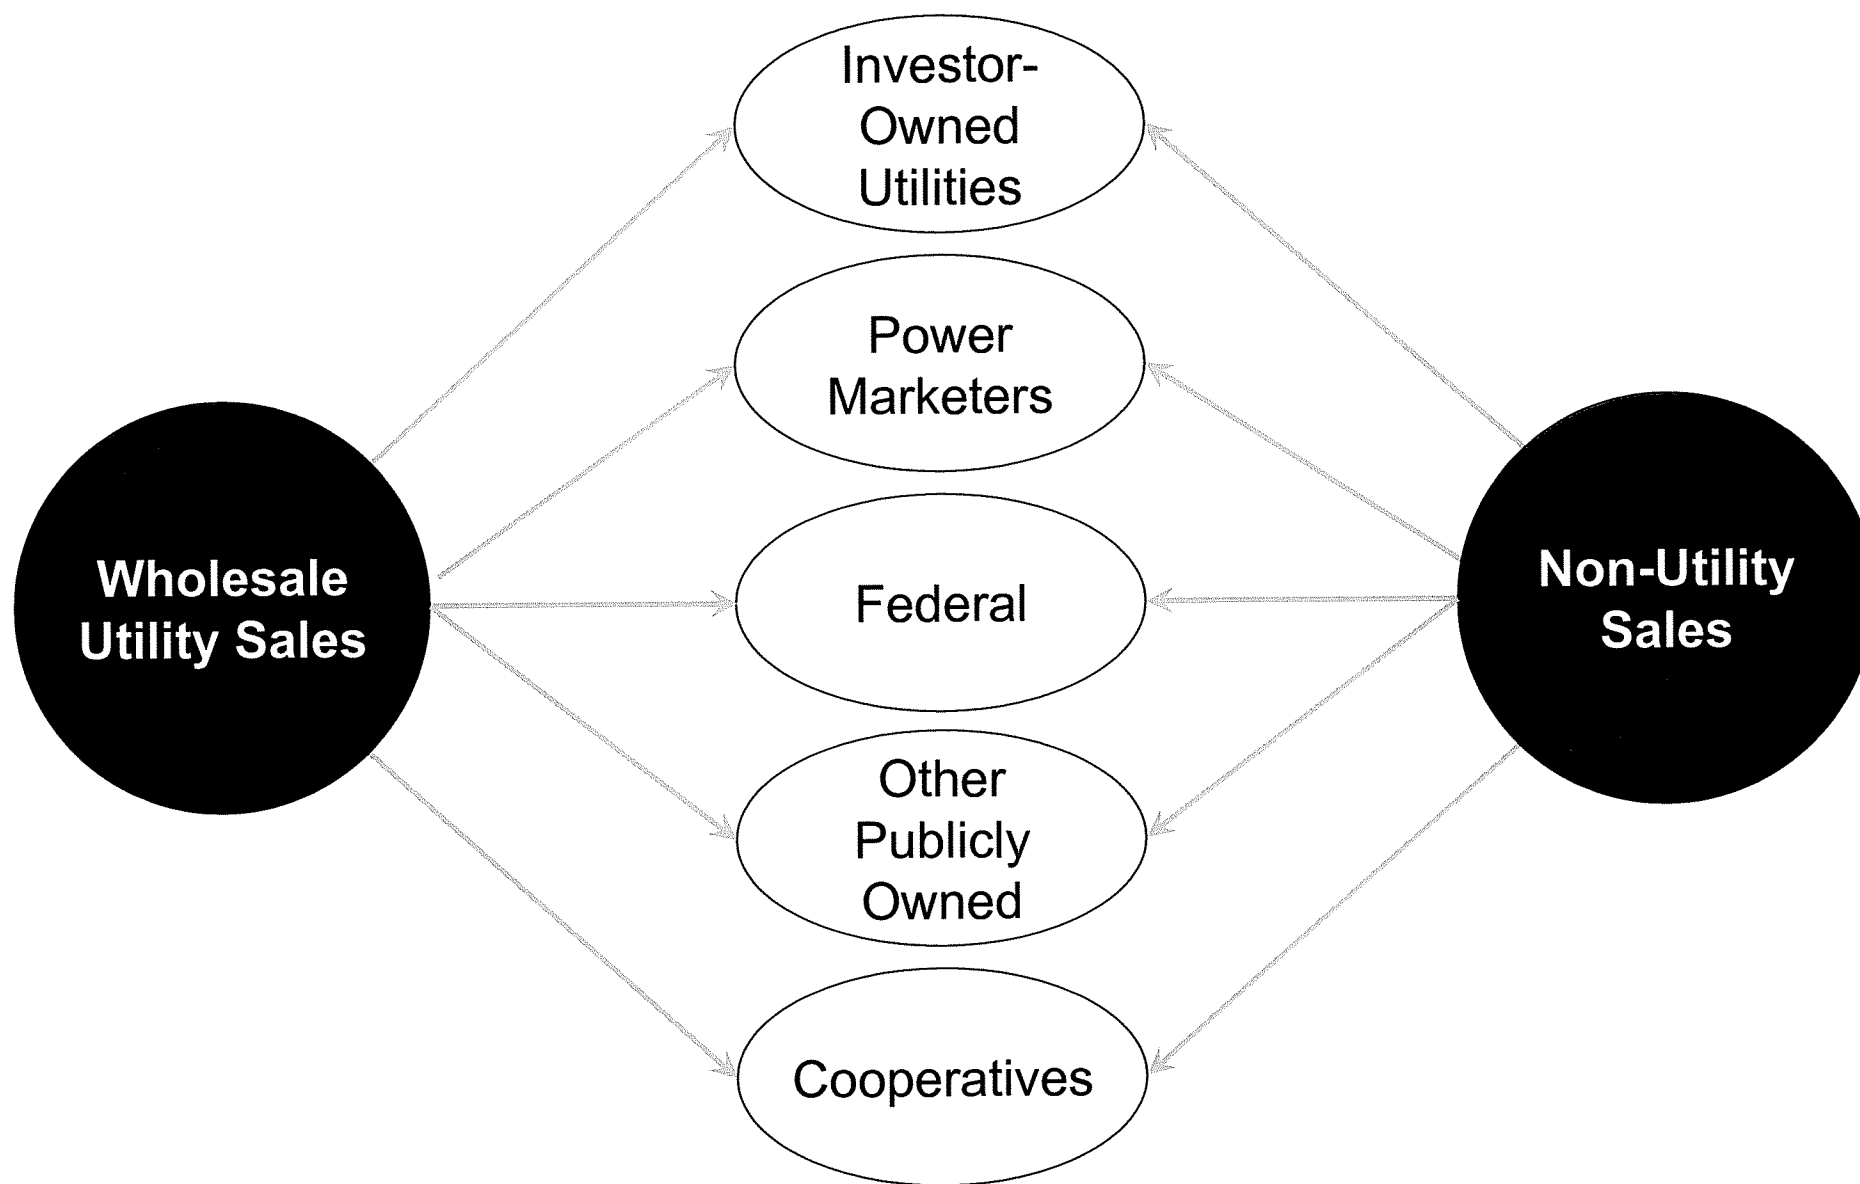 Investor-
Owned
Utilities
Power
Marketers
Wholesale
Utility Sales
Federal
Non-Utility
Sales
Other
Publicly
Owned
Cooperatives